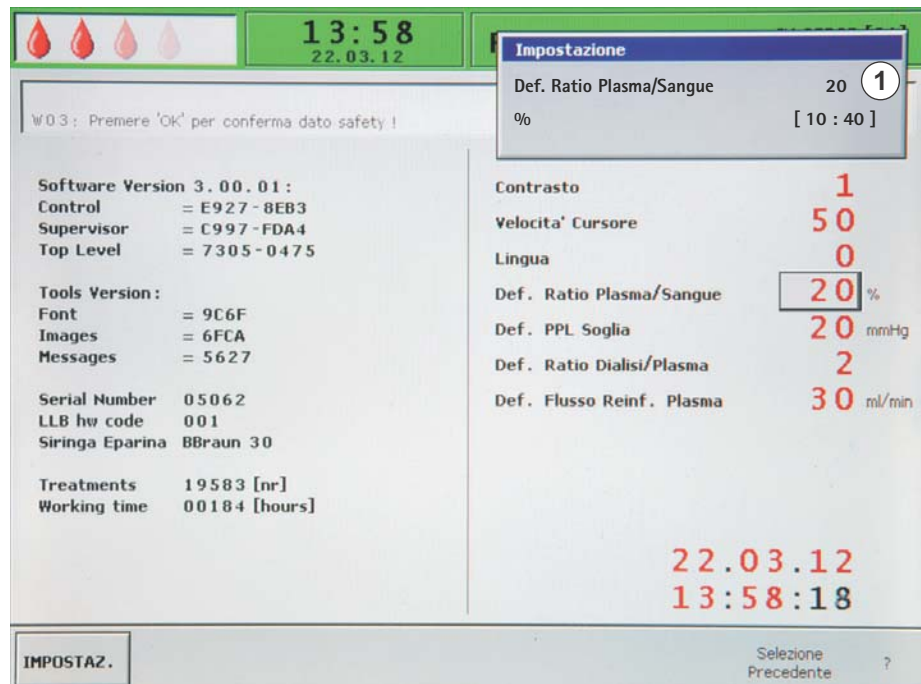 13:58
22.03.12
Impostazione
Def. Ratio Plasma/Sangue 20
1
% [ 10 : 40 ]
W03: Premere 'OK' per conferma dato safety !
Software Version 3.00.01:
Control = E927-8EB3
Supervisor = C997-FDA4
Top Level = 7305-0475
Tools Version:
Font = 9C6F
Images = 6FCA
Messages = 5627
Serial Number 05062
LLB hw code 001
Siringa Eparina BBraun 30
Treatments 19583 [nr]
Working time 00184 [hours]
Contrasto 1
Velocita' Cursore 50
Lingua 0
Def. Ratio Plasma/Sangue 20 %
Def. PPL Soglia 20 mmHg
Def. Ratio Dialisi/Plasma 2
Def. Flusso Reinf. Plasma 30 ml/min
22.03.12
13:58:18
IMPOSTAZ.
Selezione
Precedente
?